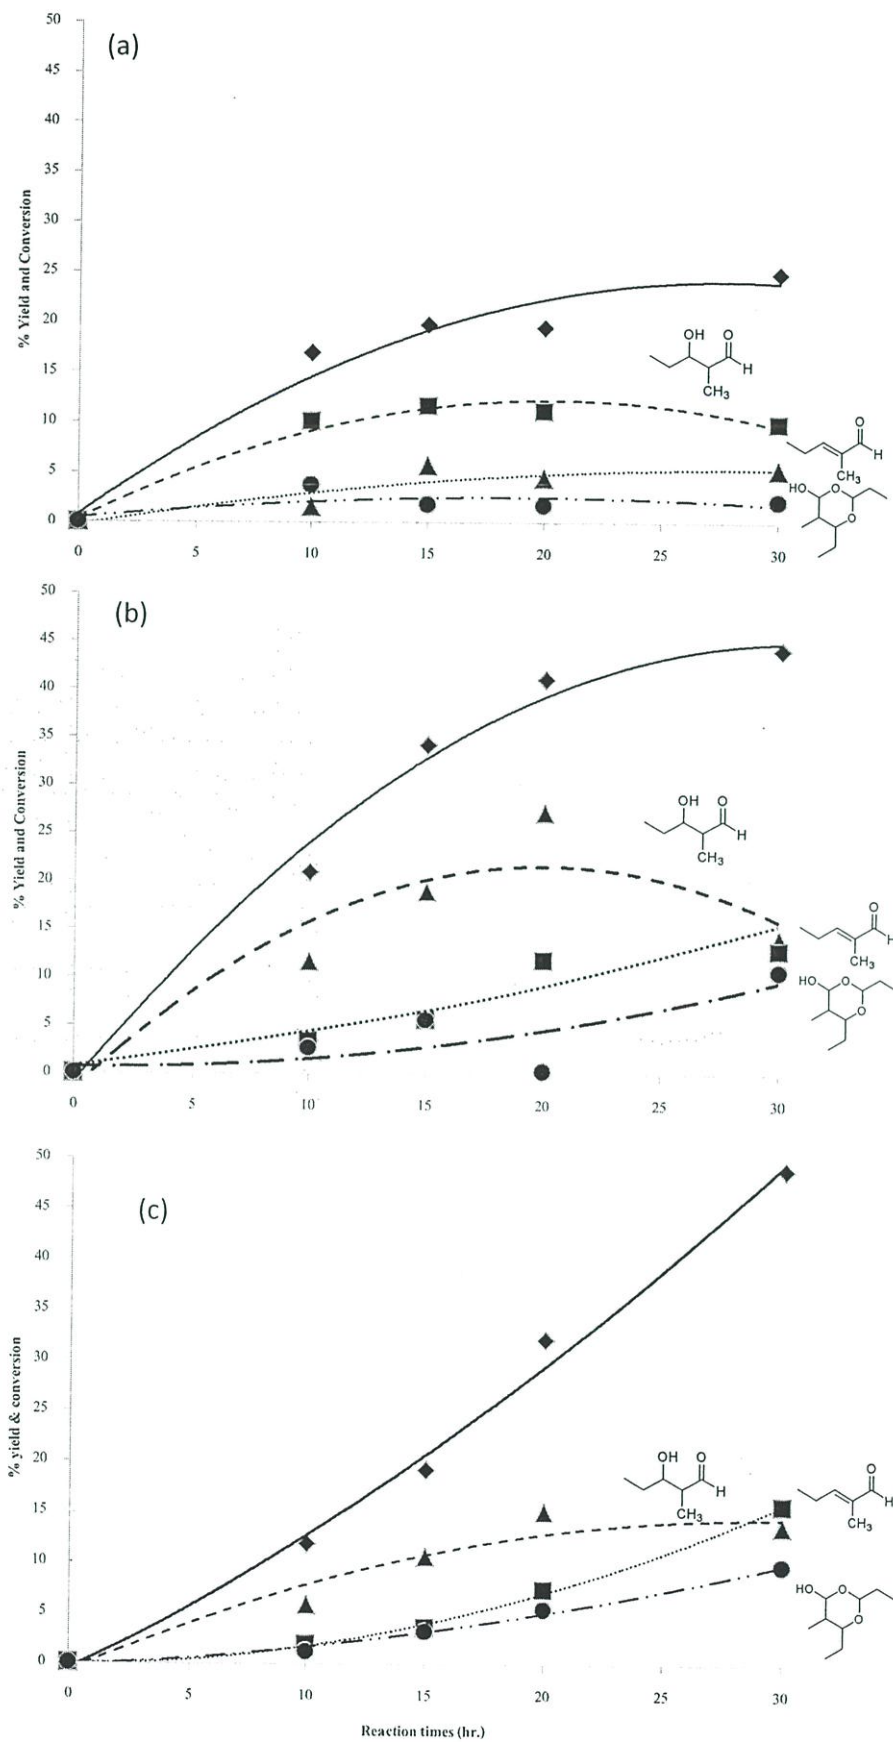 (a)
% Yield and Conversion
50
45
40
35
30
25
20
15
10
5
0
0 5 10 15 20 25 30
OH O
H
CH3
O
H
CH3
HO O
O
(b)
% Yield and Conversion
50
45
40
35
30
25
20
15
10
5
0
0 5 10 15 20 25 30
OH O
H
CH3
O
H
CH3
HO O
O
(c)
% yield & conversion
50
45
40
35
30
25
20
15
10
5
0
0 5 10 15 20 25 30
OH O
H
CH3
O
H
CH3
HO O
O
Reaction times (hr.)